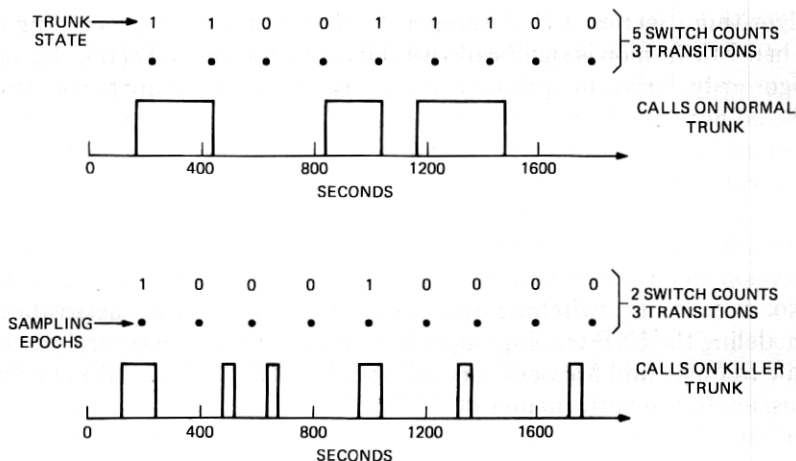 TRUNK STATE 1 1 0 0 1 1 1 0 0
5 SWITCH COUNTS
3 TRANSITIONS
CALLS ON NORMAL
TRUNK
0 400 800 1200 1600
SECONDS
1 0 0 0 1 0 0 0 0
2 SWITCH COUNTS
3 TRANSITIONS
SAMPLING
EPOCHS
CALLS ON KILLER
TRUNK
0 400 800 1200 1600
SECONDS